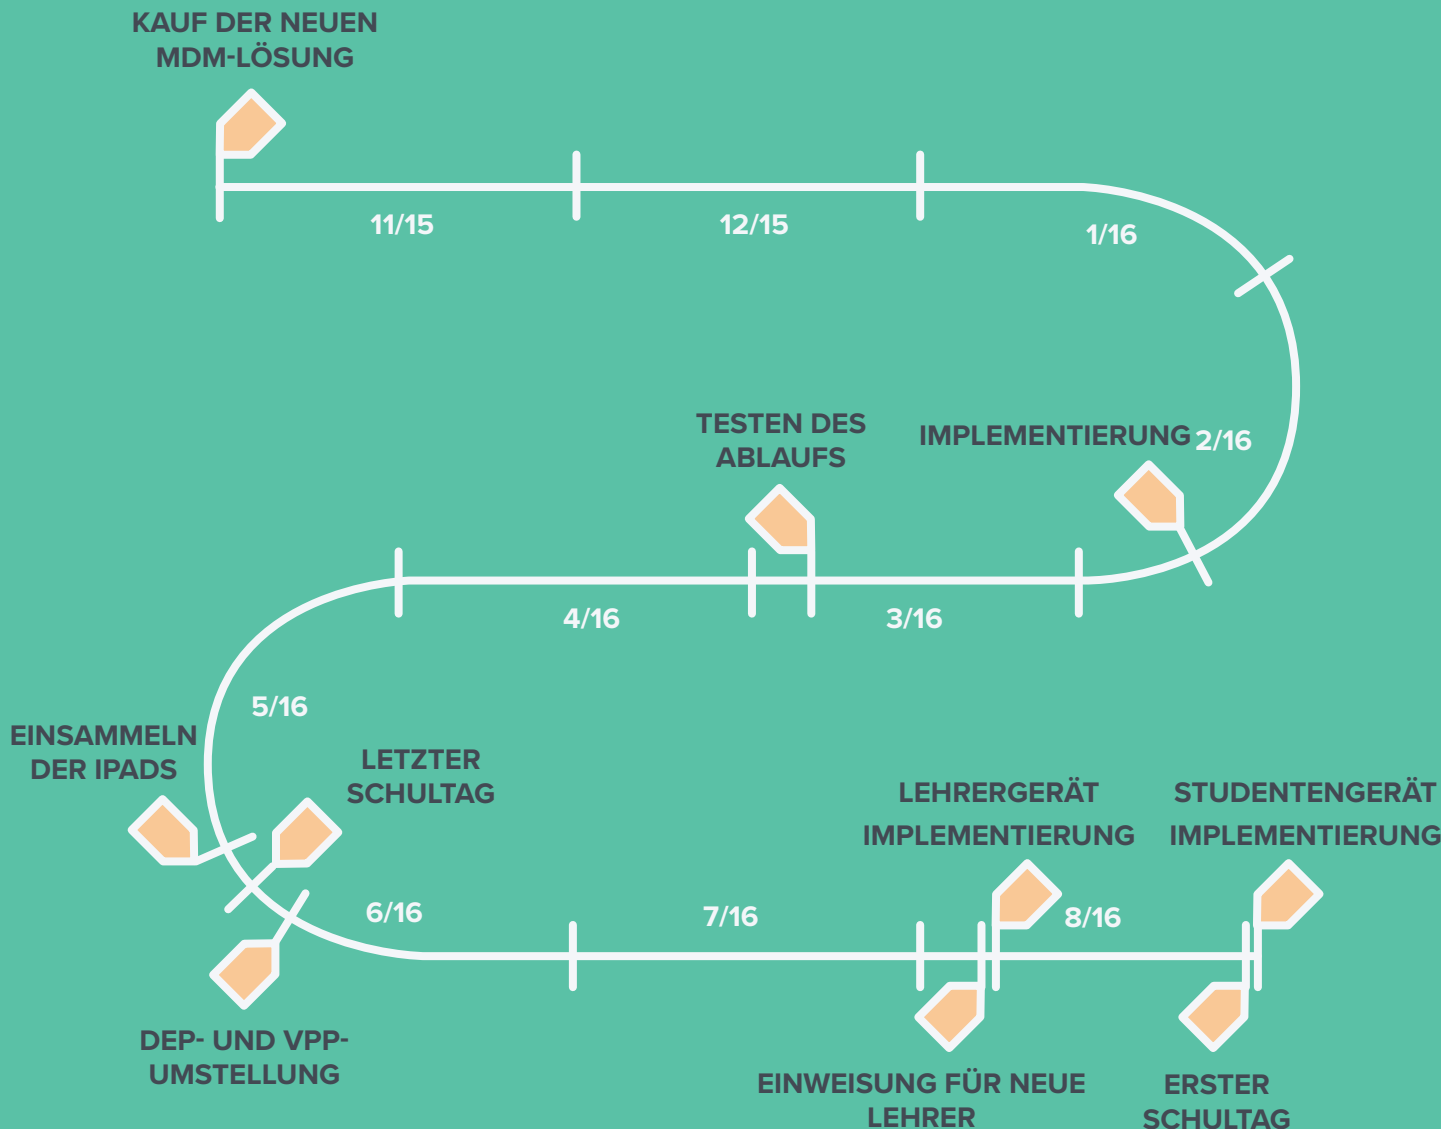 KAUF DER NEUEN
MDM-LÖSUNG
11/15
12/15
1/16
2/16
IMPLEMENTIERUNG
TESTEN DES
ABLAUFS
3/16
4/16
5/16
EINSAMMELN
DER IPADS
LETZTER
SCHULTAG
DEP- UND VPP-
UMSTELLUNG
6/16
7/16
LEHRERGERÄT
IMPLEMENTIERUNG
EINWEISUNG FÜR NEUE
LEHRER
8/16
STUDENTENGERÄT
IMPLEMENTIERUNG
ERSTER
SCHULTAG